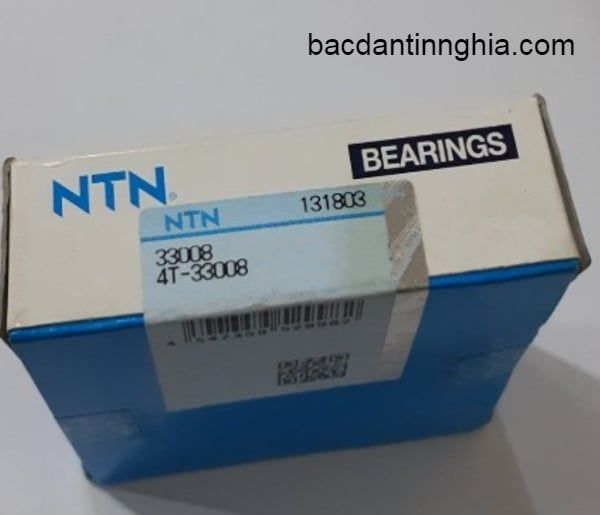 bacdantinnghia.com
BEARINGS
NTN®
NTN 131803
33008
4T-33008